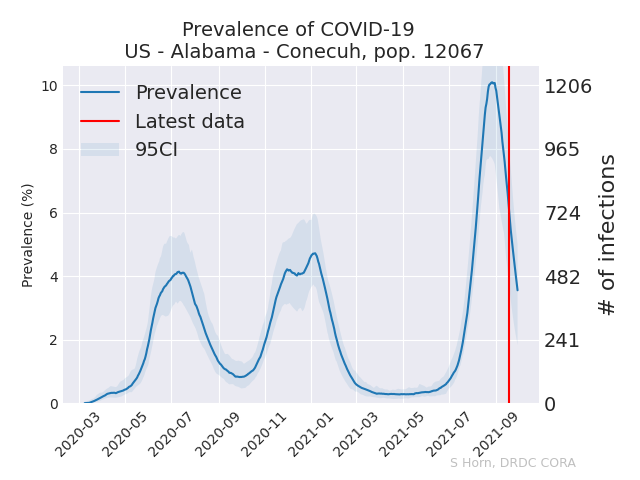 Prevalence of COVID-19
US - Alabama - Conecuh, pop. 12067
Prevalence
Latest data
95CI
Prevalence (%)
10
8
6
4
2
0
1206
965
724
482
241
0
# of infections
2020-03
2020-05
2020-07
2020-09
2020-11
2021-01
2021-03
2021-05
2021-07
2021-09
S Horn, DRDC CORA